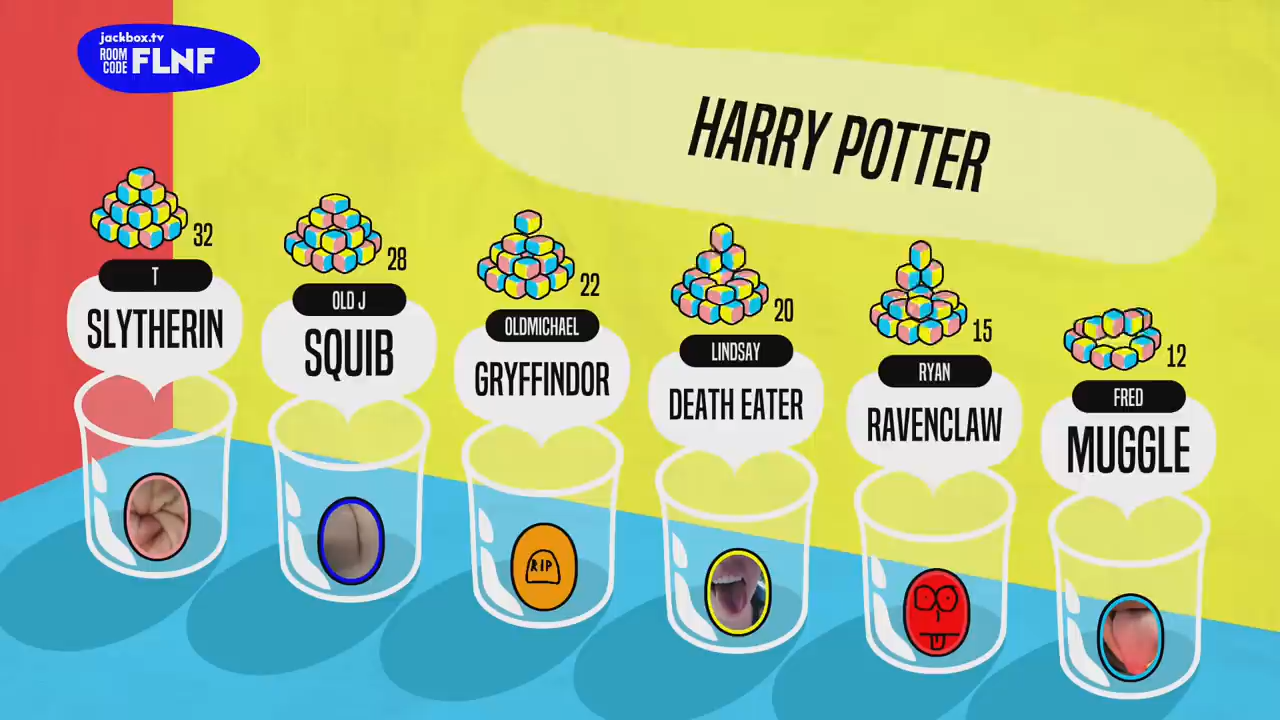 jackbox.tv
ROOM CODE FLNF
HARRY POTTER
32
T
SLYTHERIN
28
OLD J
SQUIB
22
OLDMICHAEL
GRYFFINDOR
20
LINDSAY
DEATH EATER
15
RYAN
RAVENCLAW
12
FRED
MUGGLE
RIP